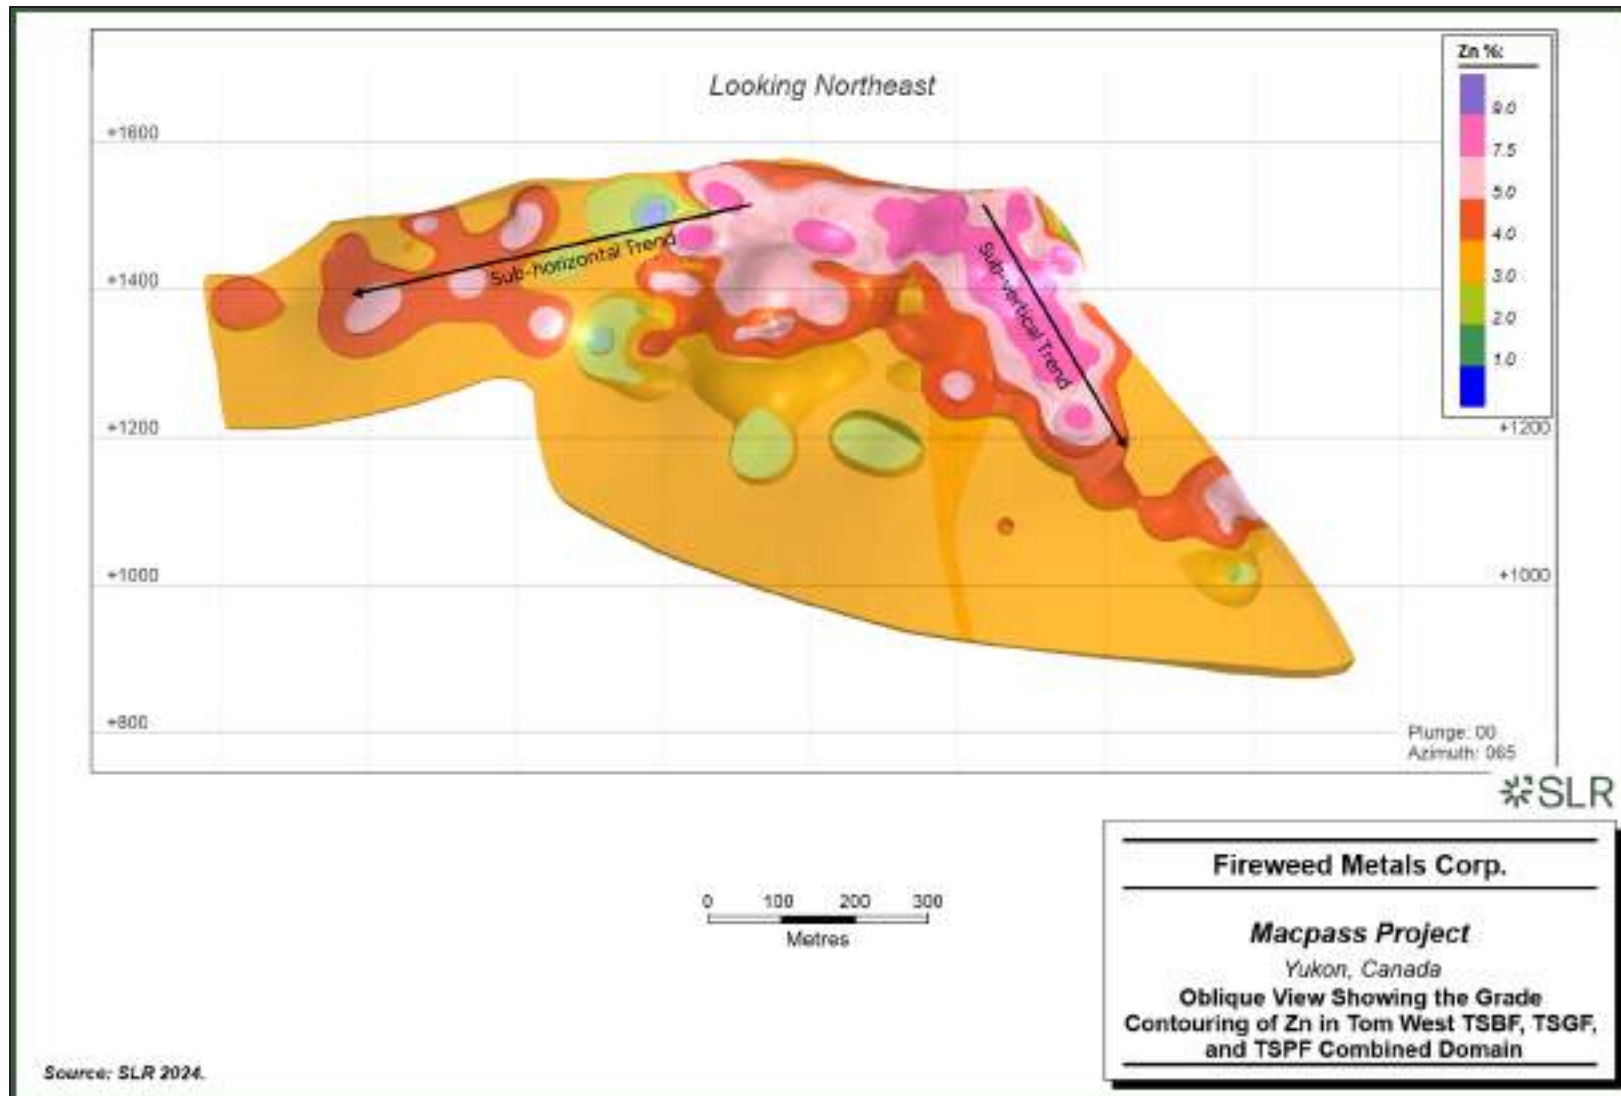 Zn %:
Looking Northeast
9.0
7.5
5.0
4.0
3.0
2.0
1.0
+1600
+1400
+1200
+1000
+800
Sub-horizontal Trend
Sub-vertical Trend
+1200
+1000
Plunge: 00
Azimuth: 065
SLR
0 100 200 300
Metres
Fireweed Metals Corp.
Macpass Project
Yukon, Canada
Oblique View Showing the Grade
Contouring of Zn in Tom West TSBF, TSGF,
and TSPF Combined Domain
Source: SLR 2024.